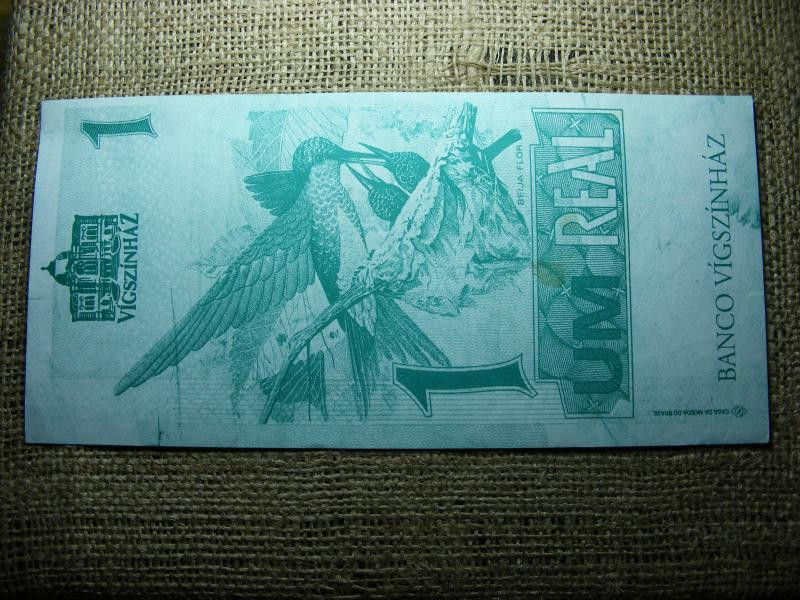 1
VÍGSZÍNHÁZ
BEIJA-FLOR
1
UM REAL
BANCO VÍGSZÍNHÁZ
CASA DA MOEDA DO BRASIL